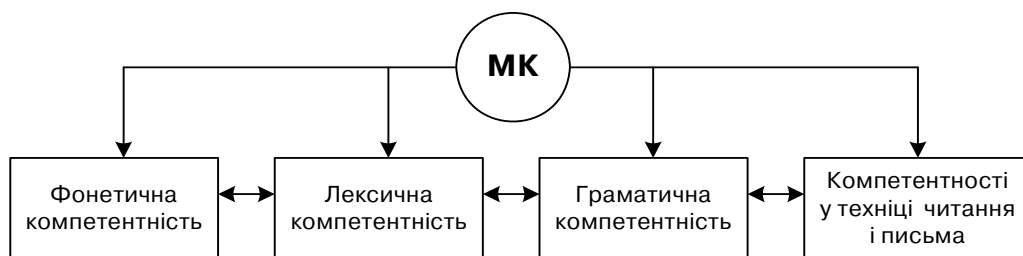 МК
Фонетична
компетентність
Лексична
компетентність
Граматична
компетентність
Компетентності
у техніці читання
і письма